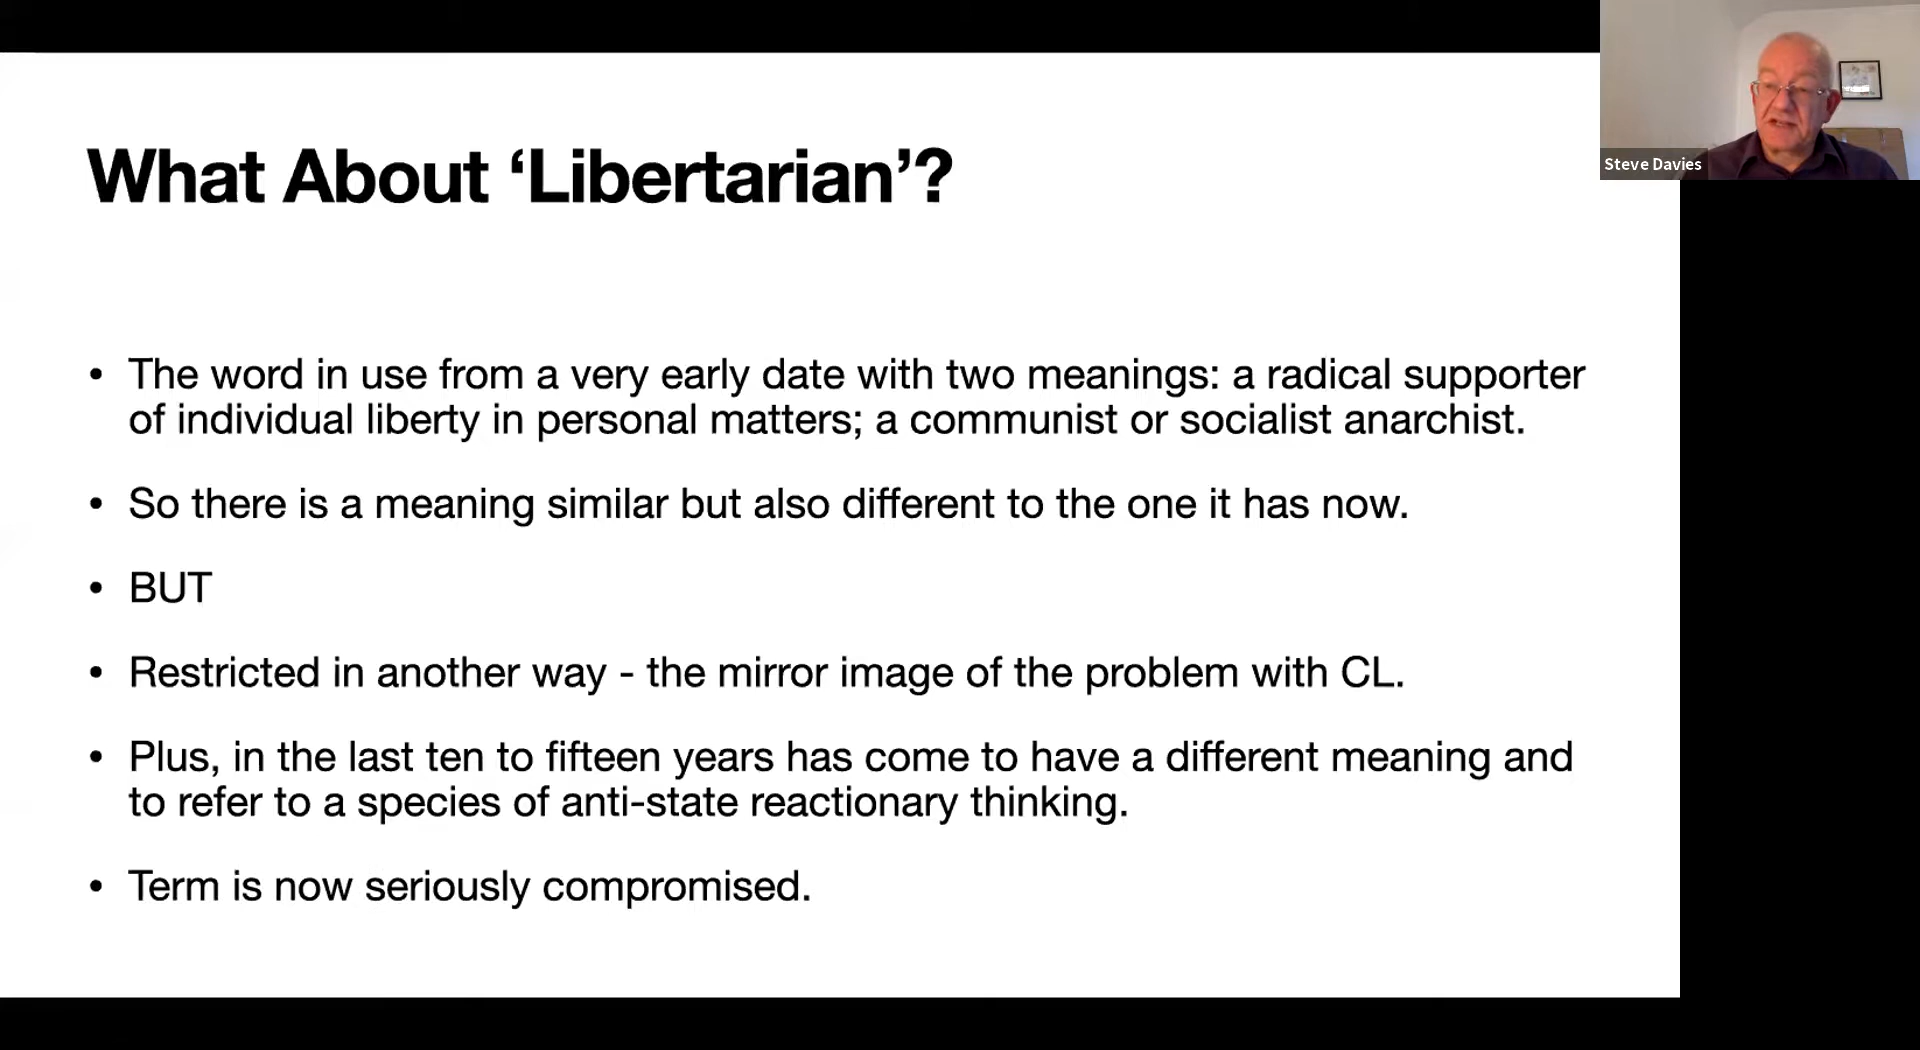 What About ‘Libertarian’?
Steve Davies
• The word in use from a very early date with two meanings: a radical supporter
of individual liberty in personal matters; a communist or socialist anarchist.
• So there is a meaning similar but also different to the one it has now.
• BUT
• Restricted in another way - the mirror image of the problem with CL.
• Plus, in the last ten to fifteen years has come to have a different meaning and
to refer to a species of anti-state reactionary thinking.
• Term is now seriously compromised.